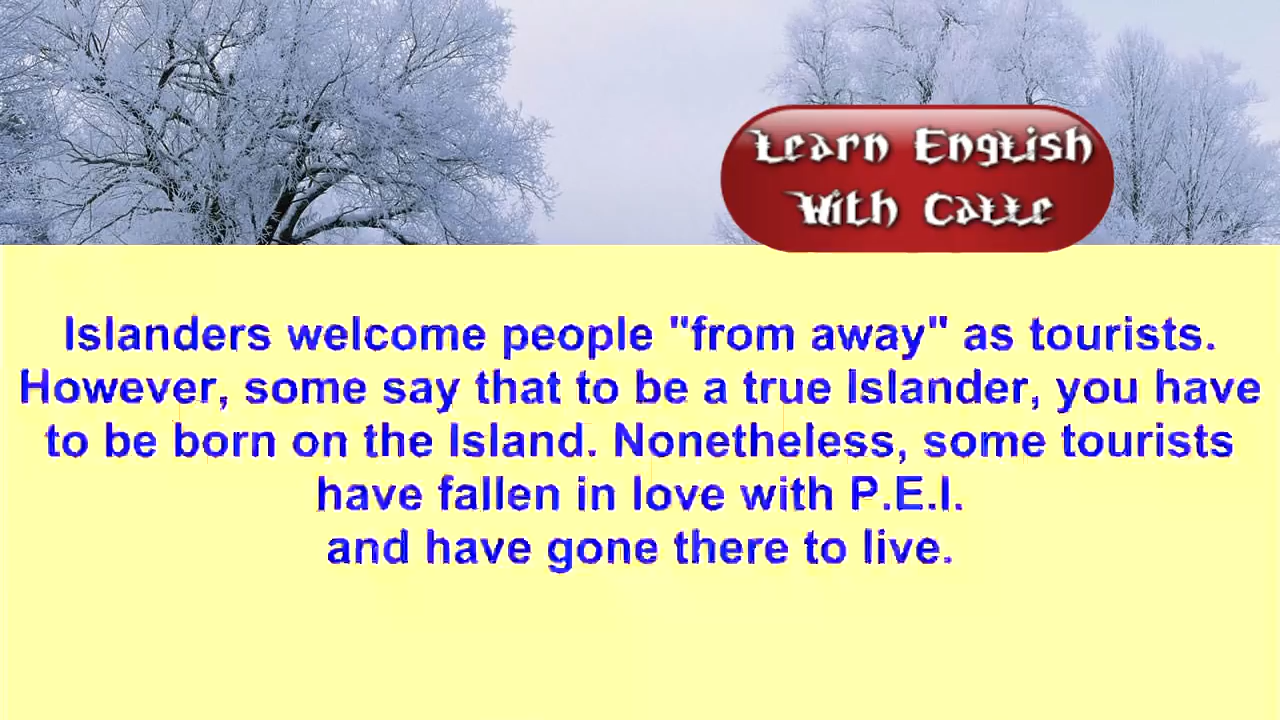 Learn English
With Catte
Islanders welcome people "from away" as tourists.
However, some say that to be a true Islander, you have
to be born on the Island. Nonetheless, some tourists
have fallen in love with P.E.I.
and have gone there to live.